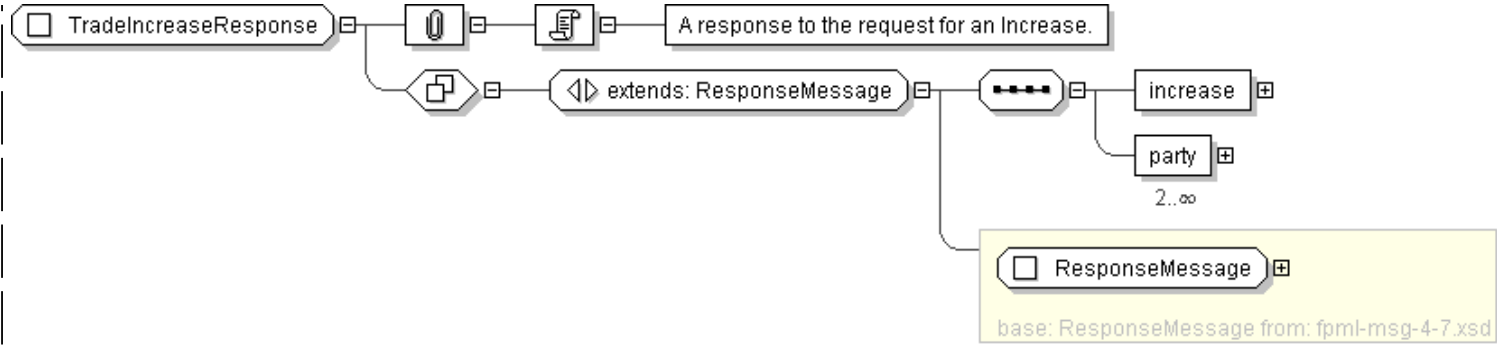 TradeIncreaseResponse
A response to the request for an Increase.
extends: ResponseMessage
increase
party
2..∞
ResponseMessage
base: ResponseMessage from: fpml-msg-4-7.xsd